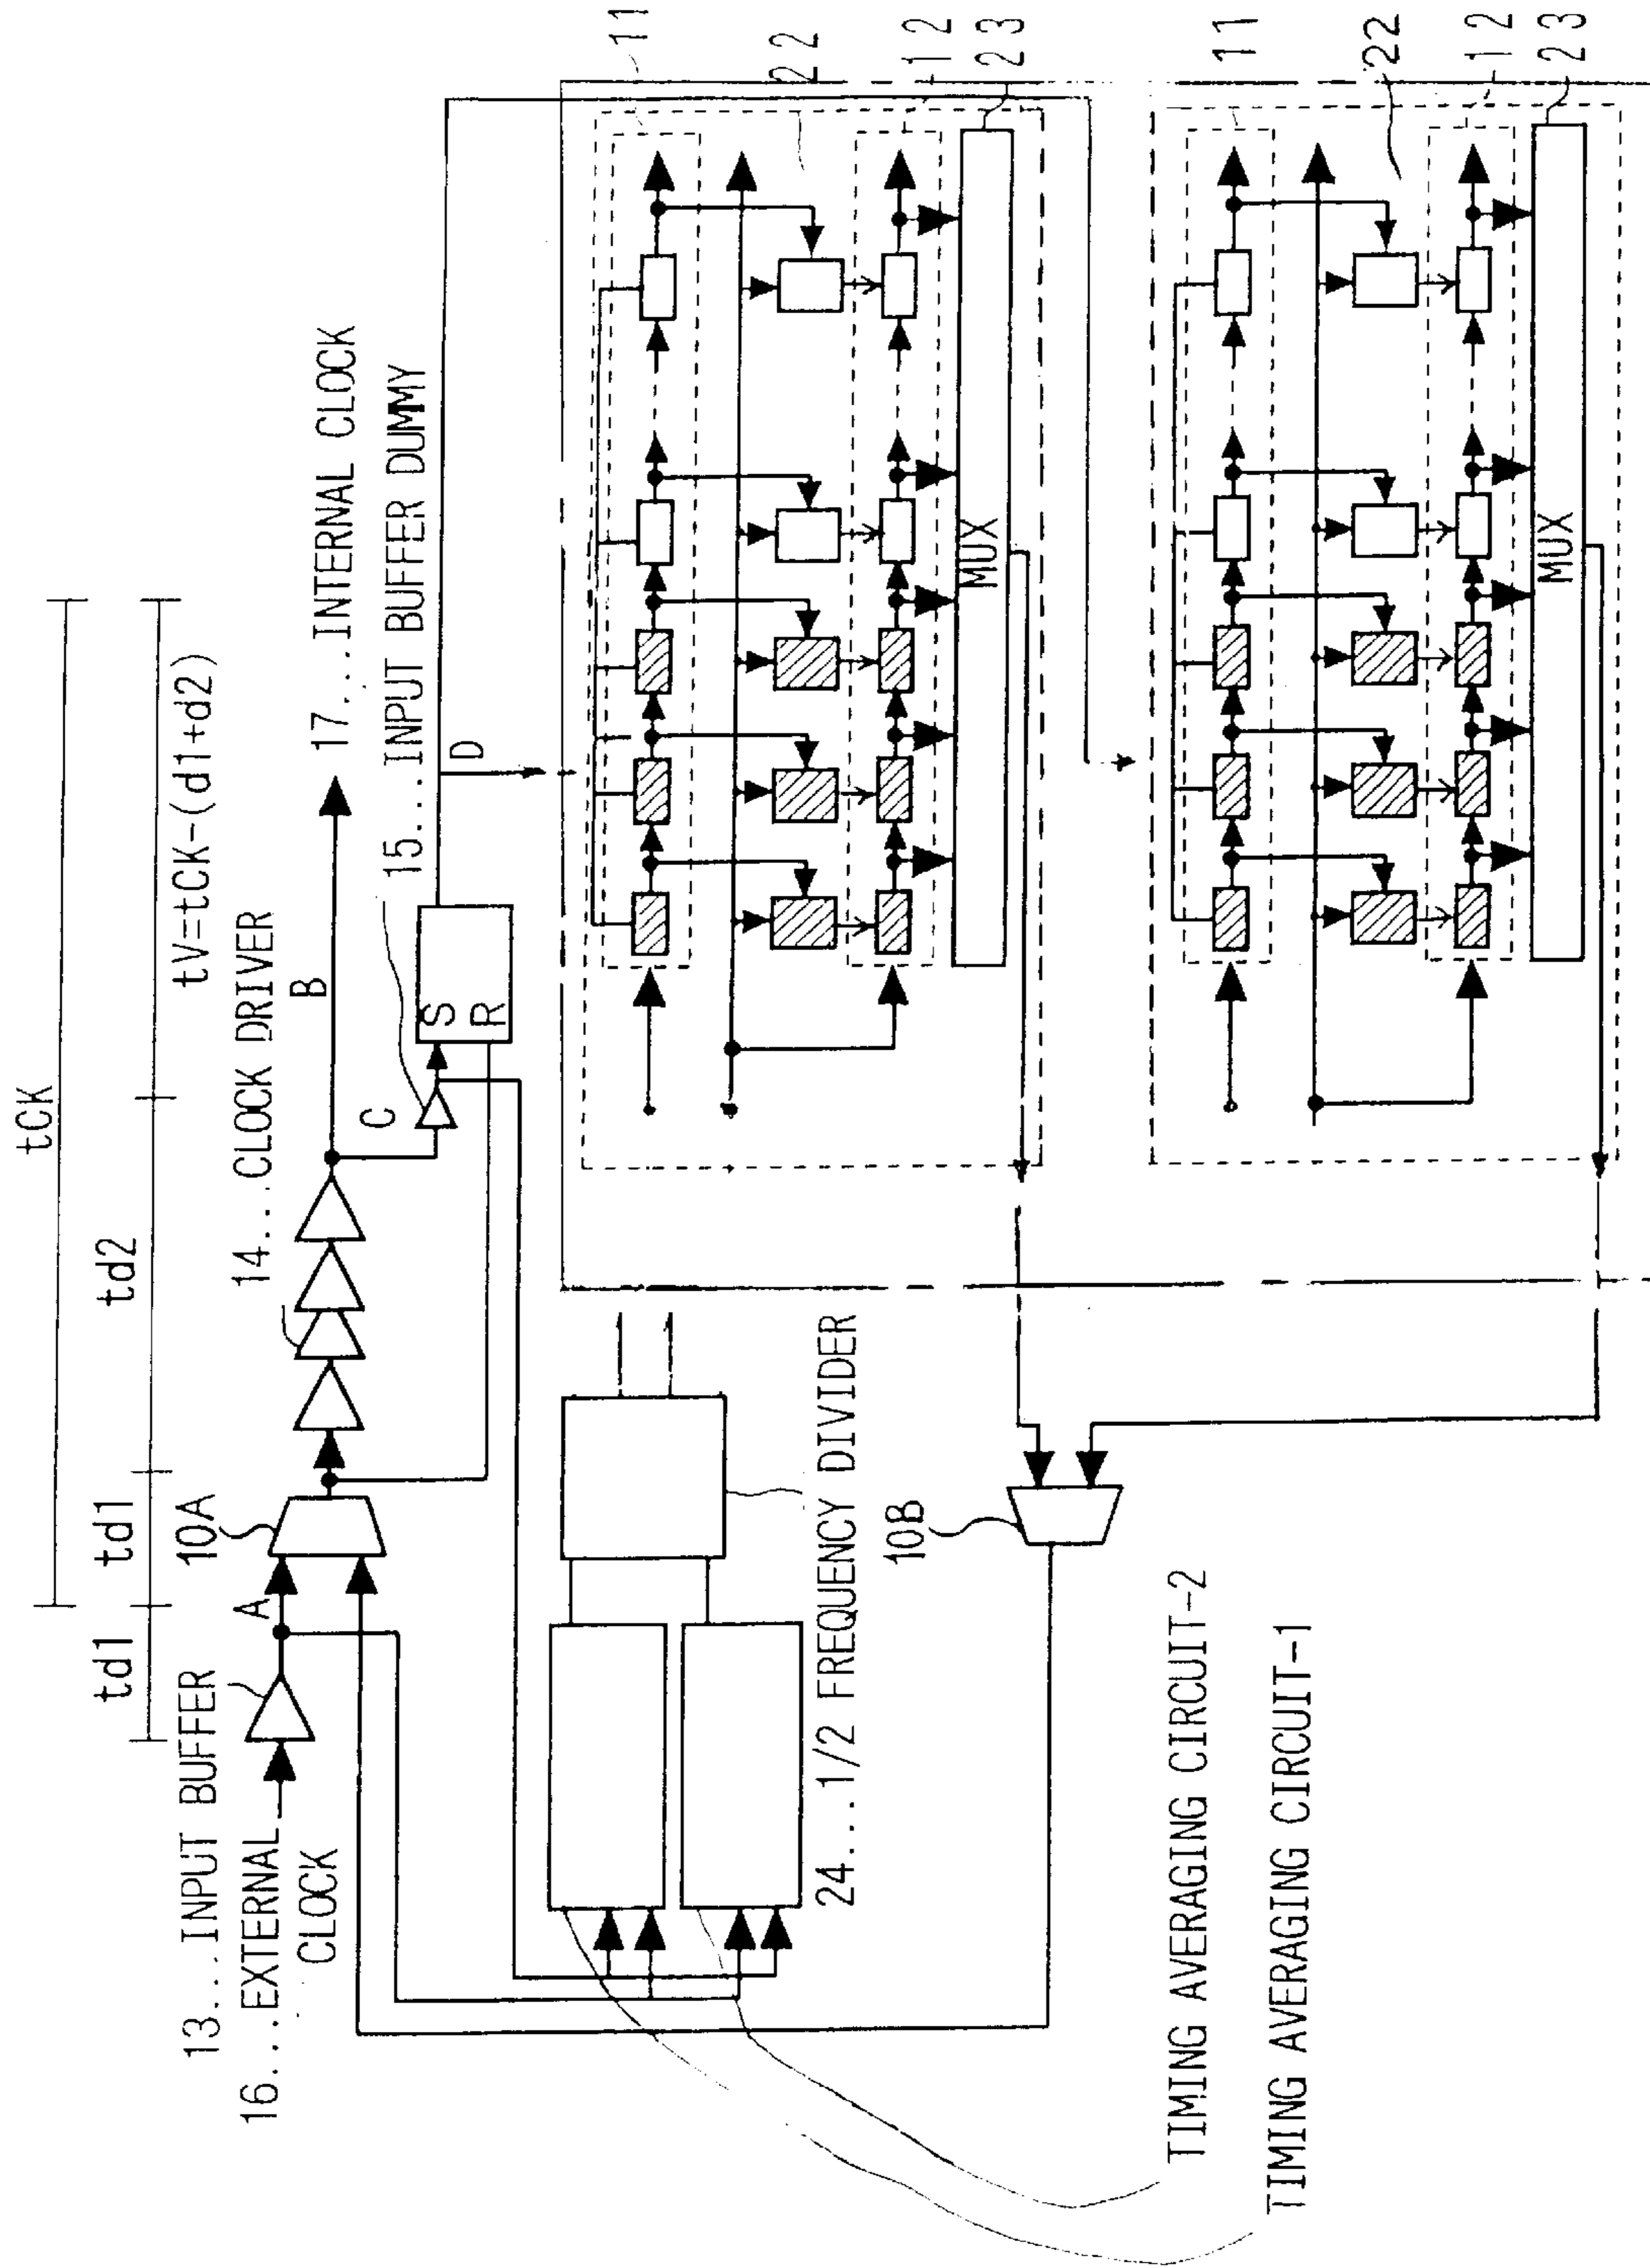 tCK
td1
td1
td2
tV=tCK-(d1+d2)
13...INPUT BUFFER
16...EXTERNAL
CLOCK
A
10A
14...CLOCK DRIVER
B
17...INTERNAL CLOCK
C
15...INPUT BUFFER DUMMY
S
R
D
24...1/2 FREQUENCY DIVIDER
10B
TIMING AVERAGING CIRCUIT-2
TIMING AVERAGING CIRCUIT-1
11
22
12
23
MUX
11
22
12
23
MUX